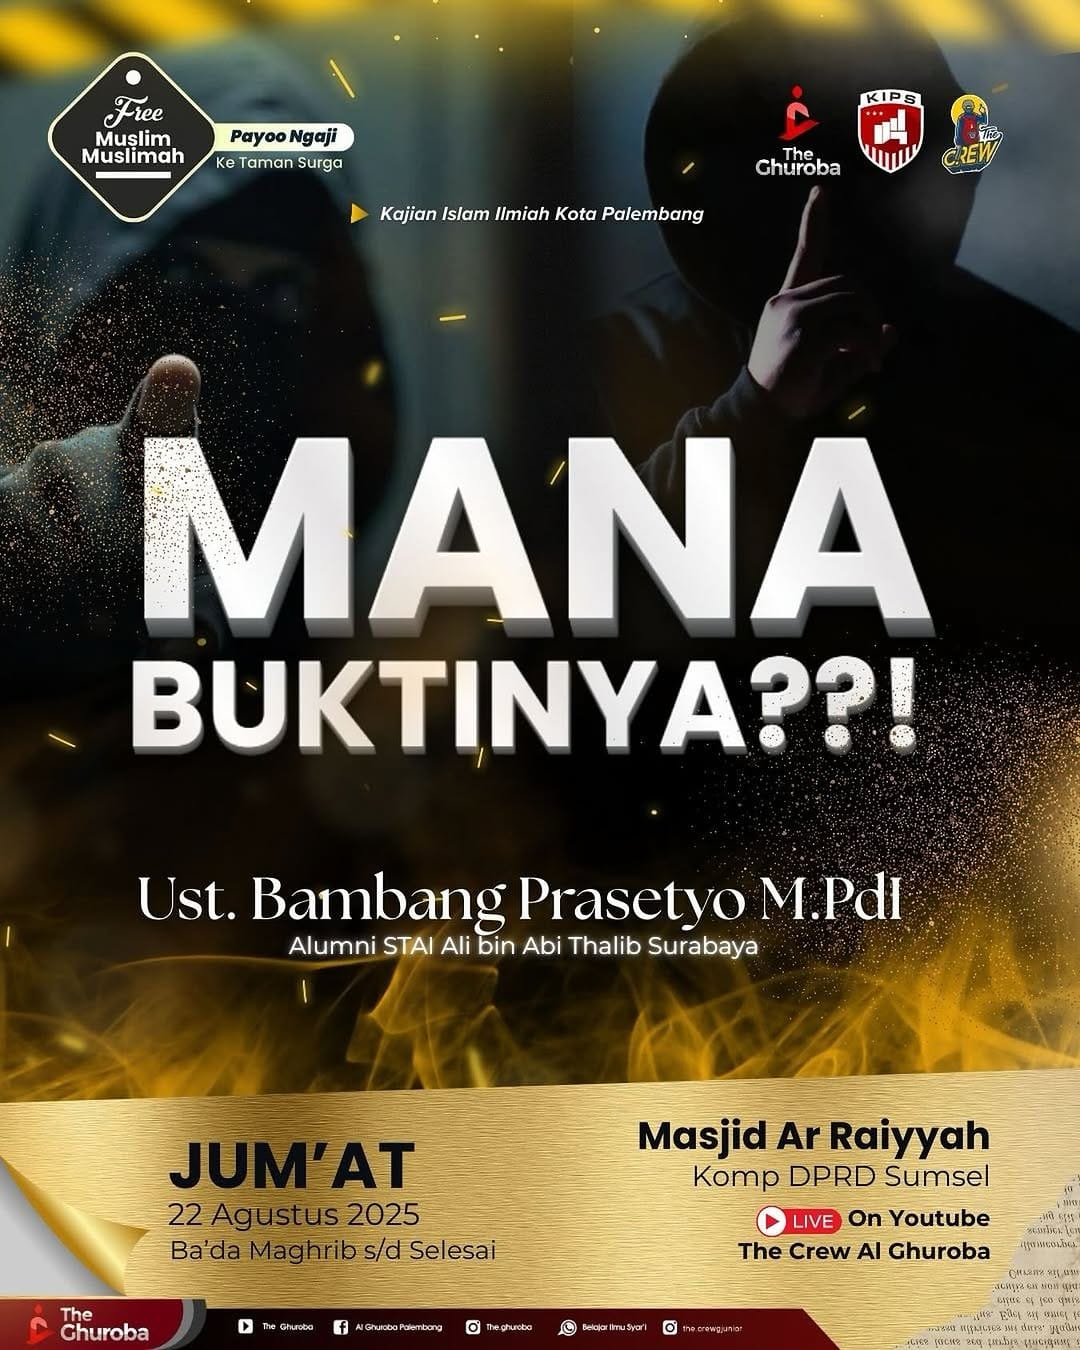 Free
Muslim
Muslimah
Payoo Ngaji
Ke Taman Surga
The
Ghuroba
KIPS
The
CREW
Kajian Islam Ilmiah Kota Palembang
MANA
BUKTINYA??!
Ust. Bambang Prasetyo M.PdI
Alumni STAI Ali bin Abi Thalib Surabaya
JUM'AT
22 Agustus 2025
Ba'da Maghrib s/d Selesai
Masjid Ar Raiyyah
Komp DPRD Sumsel
LIVE On Youtube
The Crew Al Ghuroba
The
Ghuroba
The Ghuroba
Al Ghuroba Palembang
The.ghuroba
Belajar Ilmu Syar'i
the.crewgjunior